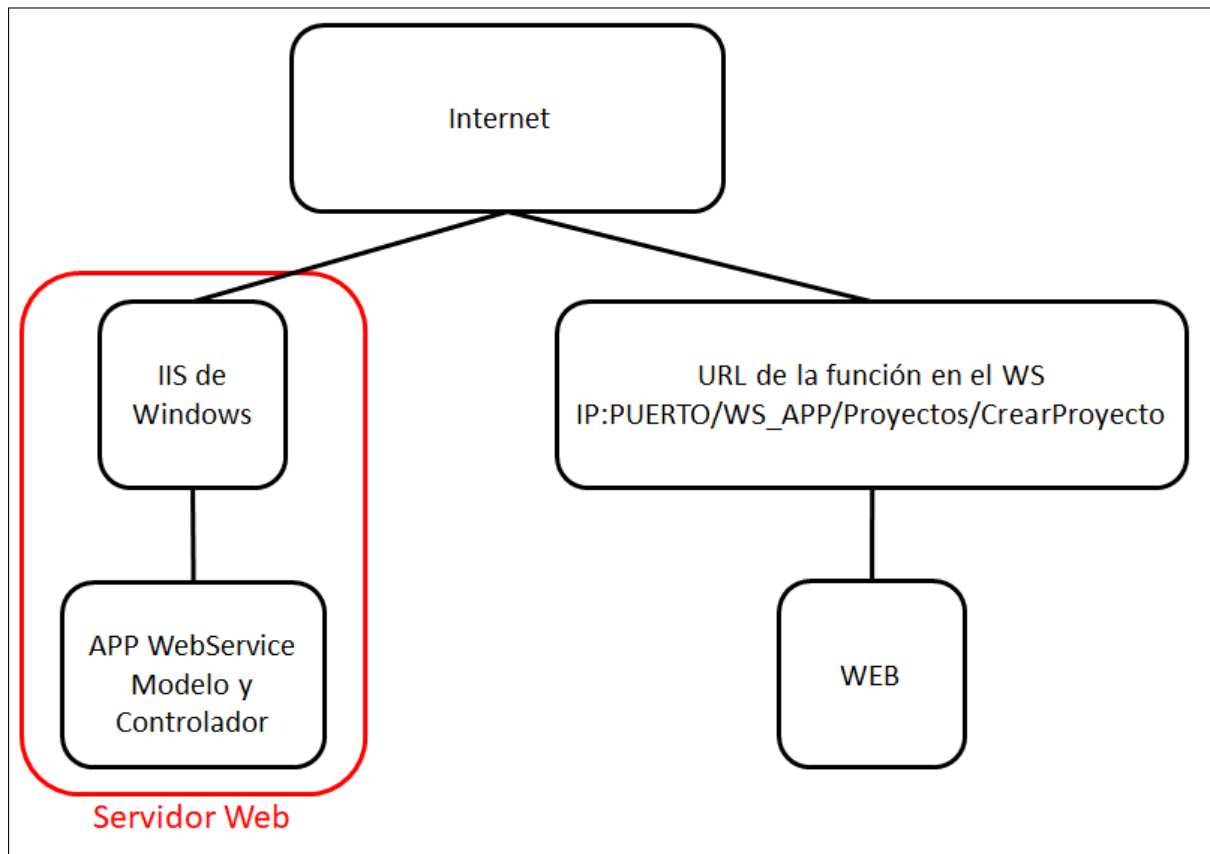 Internet
IIS de
Windows
URL de la función en el WS
IP:PUERTO/WS_APP/Proyectos/CrearProyecto
APP WebService
Modelo y
Controlador
WEB
Servidor Web